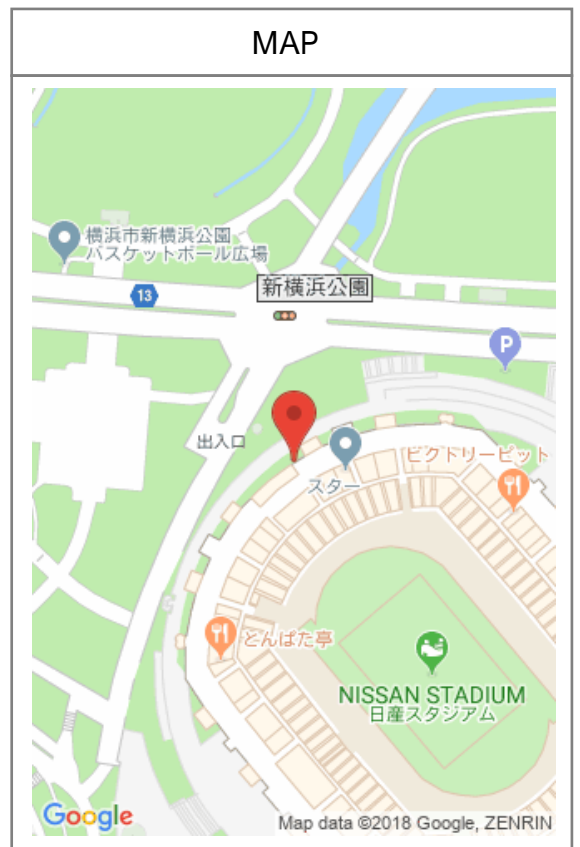 MAP
横浜市新横浜公園
バスケットボール広場
新横浜公園
13
P
出入口
ビクトリーピット
スター
とんぱた亭
NISSAN STADIUM
日産スタジアム
Google
Map data ©2018 Google, ZENRIN